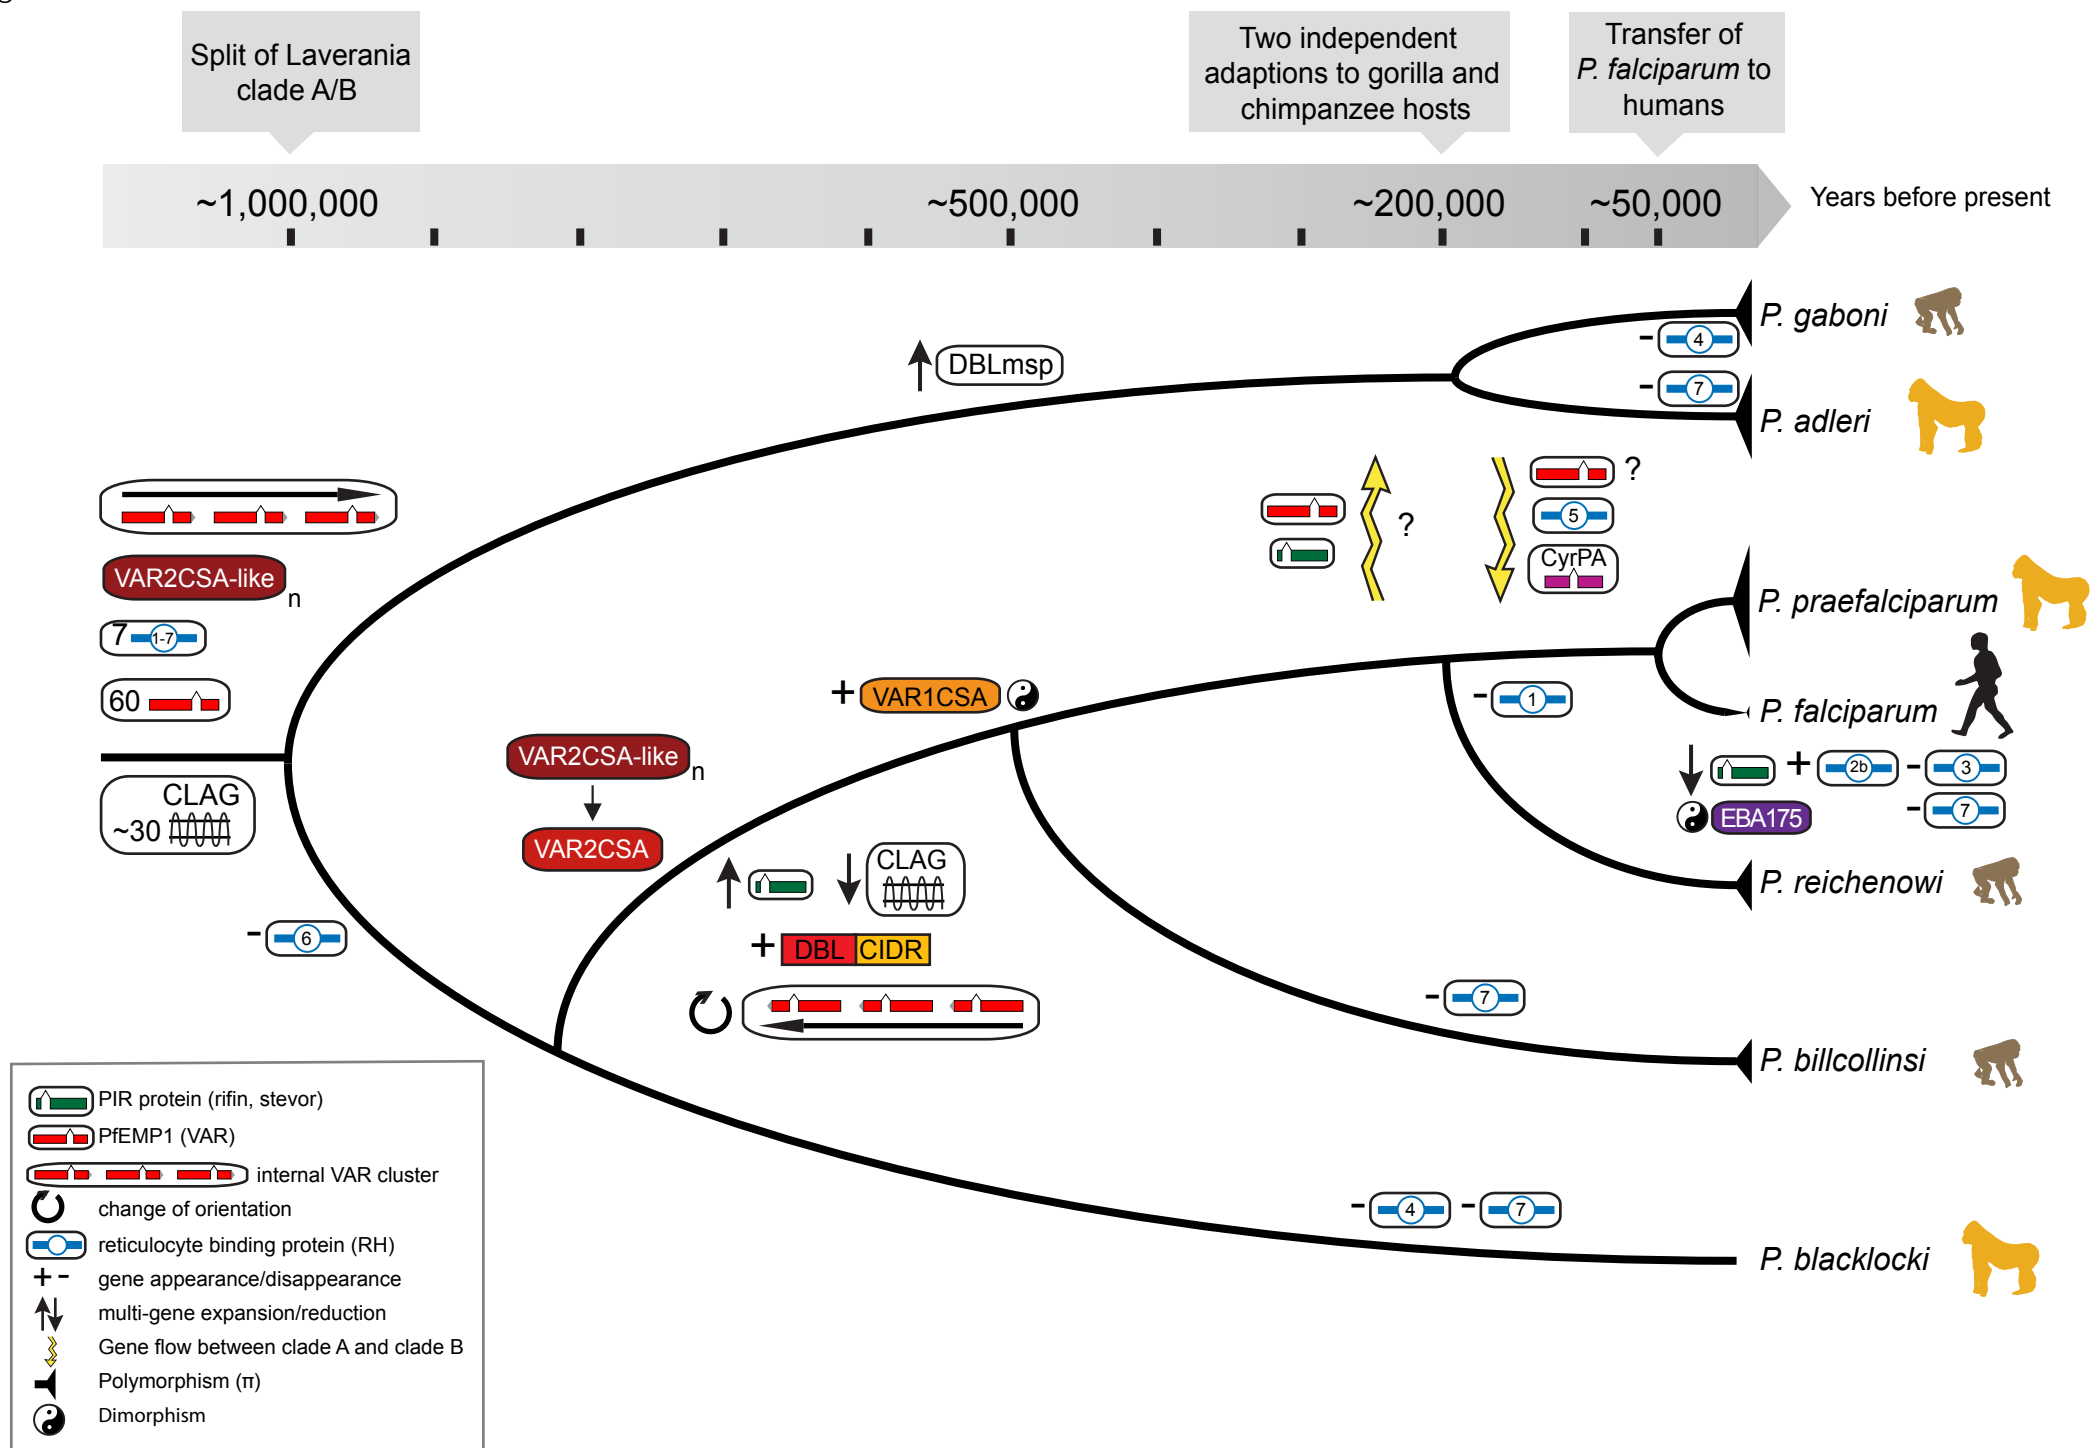 Split of Laverania
clade A/B
Two independent
adaptions to gorilla and
chimpanzee hosts
Transfer of
P. falciparum to
humans
~1,000,000
~500,000
~200,000
~50,000
Years before present
P. gaboni
4
DBLmsp
7
P. adleri
?
?
5
CyrPA
VAR2CSA-like
n
7 1-7
60
P. praefalciparum
+ VAR1CSA
- 1
P. falciparum
VAR2CSA-like
n
VAR2CSA
+ 2b
- 3
- 7
EBA175
CLAG
~30
CLAG
P. reichenowi
- 6
+ DBL CIDR
- 7
P. billcollinsi
- 4
- 7
P. blacklocki
PIR protein (rifin, stevor)
PfEMP1 (VAR)
internal VAR cluster
change of orientation
reticulocyte binding protein (RH)
+ - gene appearance/disappearance
multi-gene expansion/reduction
Gene flow between clade A and clade B
Polymorphism (π)
Dimorphism